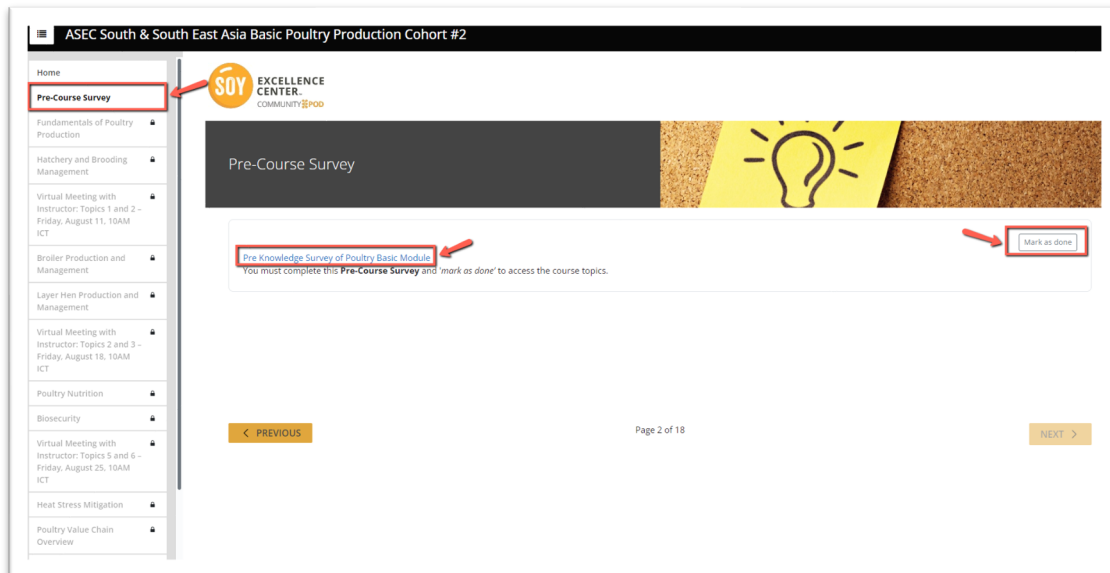 ASEC South & South East Asia Basic Poultry Production Cohort #2
Home
Pre-Course Survey
Fundamentals of Poultry
Production
Hatchery and Brooding
Management
Virtual Meeting with
Instructor: Topics 1 and 2 –
Friday, August 11, 10AM
ICT
Broiler Production and
Management
Layer Hen Production and
Management
Virtual Meeting with
Instructor: Topics 2 and 3 –
Friday, August 18, 10AM
ICT
Poultry Nutrition
Biosecurity
Virtual Meeting with
Instructor: Topics 5 and 6 –
Friday, August 25, 10AM
ICT
Heat Stress Mitigation
Poultry Value Chain
Overview
SOY
EXCELLENCE
CENTER™
COMMUNITY POD
Pre-Course Survey
Mark as done
Pre Knowledge Survey of Poultry Basic Module
You must complete this Pre-Course Survey and 'mark as done' to access the course topics.
PREVIOUS
Page 2 of 18
NEXT